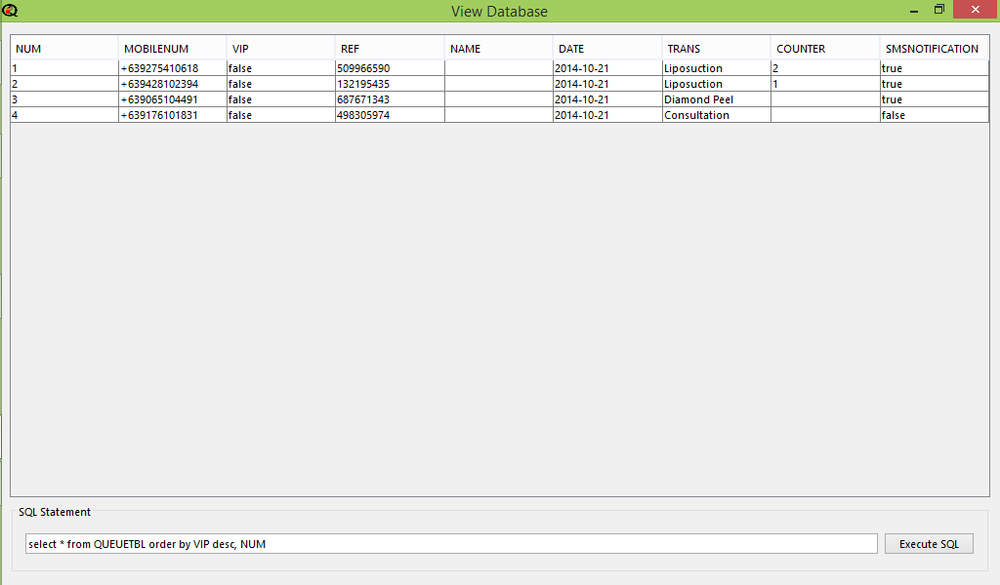 View Database
NUM MOBILENUM VIP REF NAME DATE TRANS COUNTER SMSNOTIFICATION
1 +639275410618 false 509966590 2014-10-21 Liposuction 2 true
2 +639428102394 false 132195435 2014-10-21 Liposuction 1 true
3 +639065104491 false 687671343 2014-10-21 Diamond Peel true
4 +639176101831 false 498305974 2014-10-21 Consultation false
SQL Statement
select * from QUEUETBL order by VIP desc, NUM Execute SQL